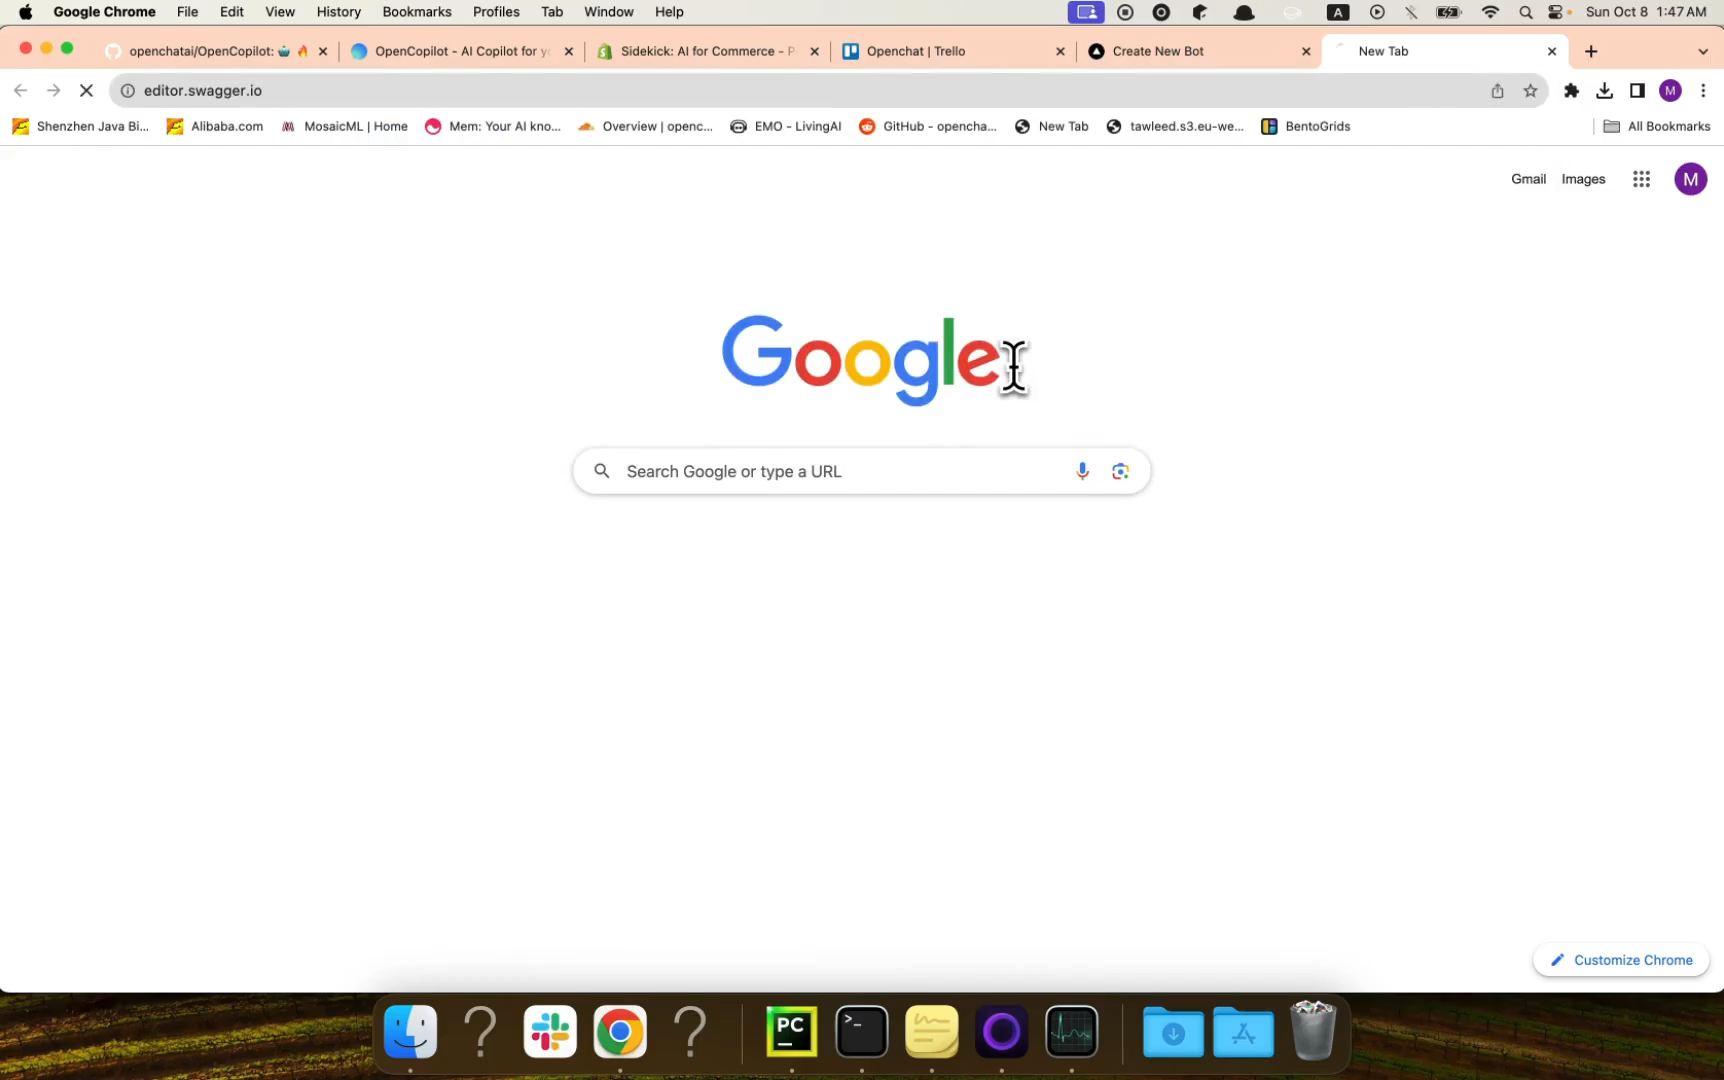 Google Chrome File Edit View History Bookmarks Profiles Tab Window Help A Sun Oct 8 1:47 AM
openchatai/OpenCopilot: OpenCopilot - AI Copilot for yo Sidekick: AI for Commerce - P Openchat | Trello Create New Bot New Tab
editor.swagger.io M
Shenzhen Java Bi... Alibaba.com MosaicML | Home Mem: Your AI kno... Overview | openc... EMO - LivingAI GitHub - opencha... New Tab tawleed.s3.eu-we... BentoGrids All Bookmarks
Gmail Images M
Google
Search Google or type a URL
Customize Chrome
PC